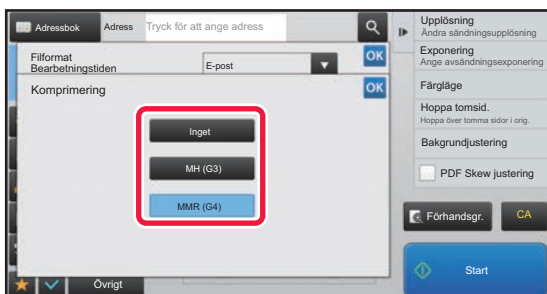 Adressbok
Adress
Tryck för att ange adress
Filformat
Bearbetningstiden
E-post
OK
Komprimering
OK
Inget
MH (G3)
MMR (G4)
Övrigt
Upplösning
Ändra sändningsupplösning
Exponering
Ange avsändningsexponering
Färgläge
Hoppa tomsid.
Hoppa över tomma sidor i orig.
Bakgrundjustering
PDF Skew justering
Förhandsgr.
CA
Start